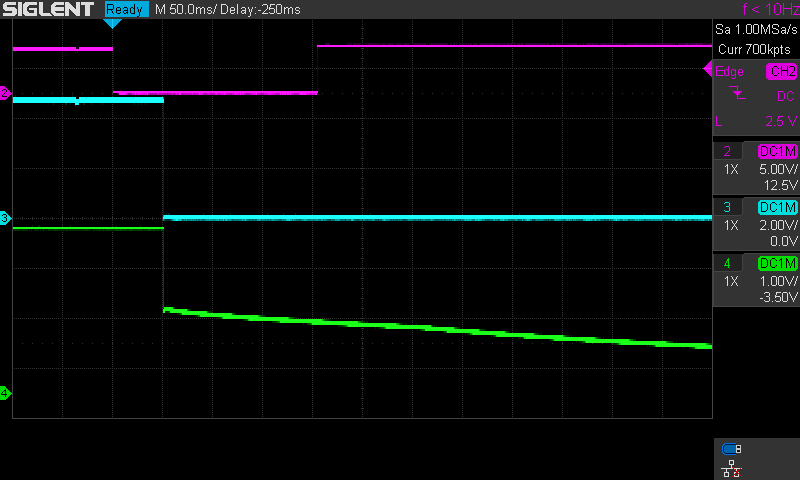 SIGLENT Ready M 50.0ms/ Delay:-250ms f < 10Hz
Sa 1.00MSa/s
Curr 700kpts
Edge CH2
DC
L 2.5 V
2 DC1M
1X 5.00V/
12.5V
3 DC1M
1X 2.00V/
0.0V
4 DC1M
1X 1.00V/
-3.50V
2
3
4